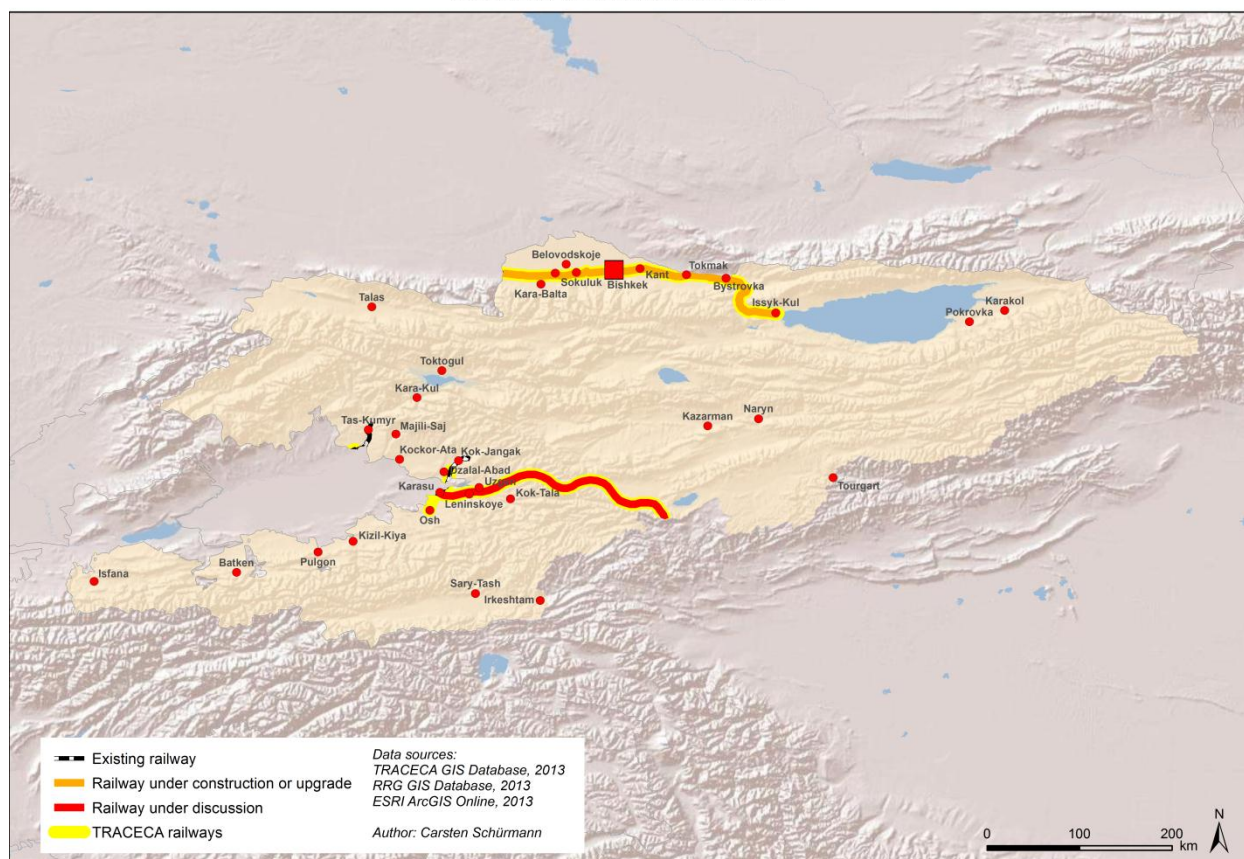 Belovodskoje
Tokmak
Sokuluk
Kant
Bishkek
Bystrovka
Kara-Balta
Talas
Issyk-Kul
Karakol
Pokrovka
Toktogul
Kara-Kul
Tas-Kumyr
Majili-Saj
Kazarman
Naryn
Kockor-Ata
Kok-Jangak
Dzalal-Abad
Karasu
Leninskoye
Kok-Tala
Tourgart
Osh
Kizil-Kiya
Pulgon
Batken
Isfana
Sary-Tash
Irkeshtam
Existing railway
Railway under construction or upgrade
Railway under discussion
TRACECA railways
Data sources:
TRACECA GIS Database, 2013
RRG GIS Database, 2013
ESRI ArcGIS Online, 2013
Author: Carsten Schürmann
N
0 100 200
km